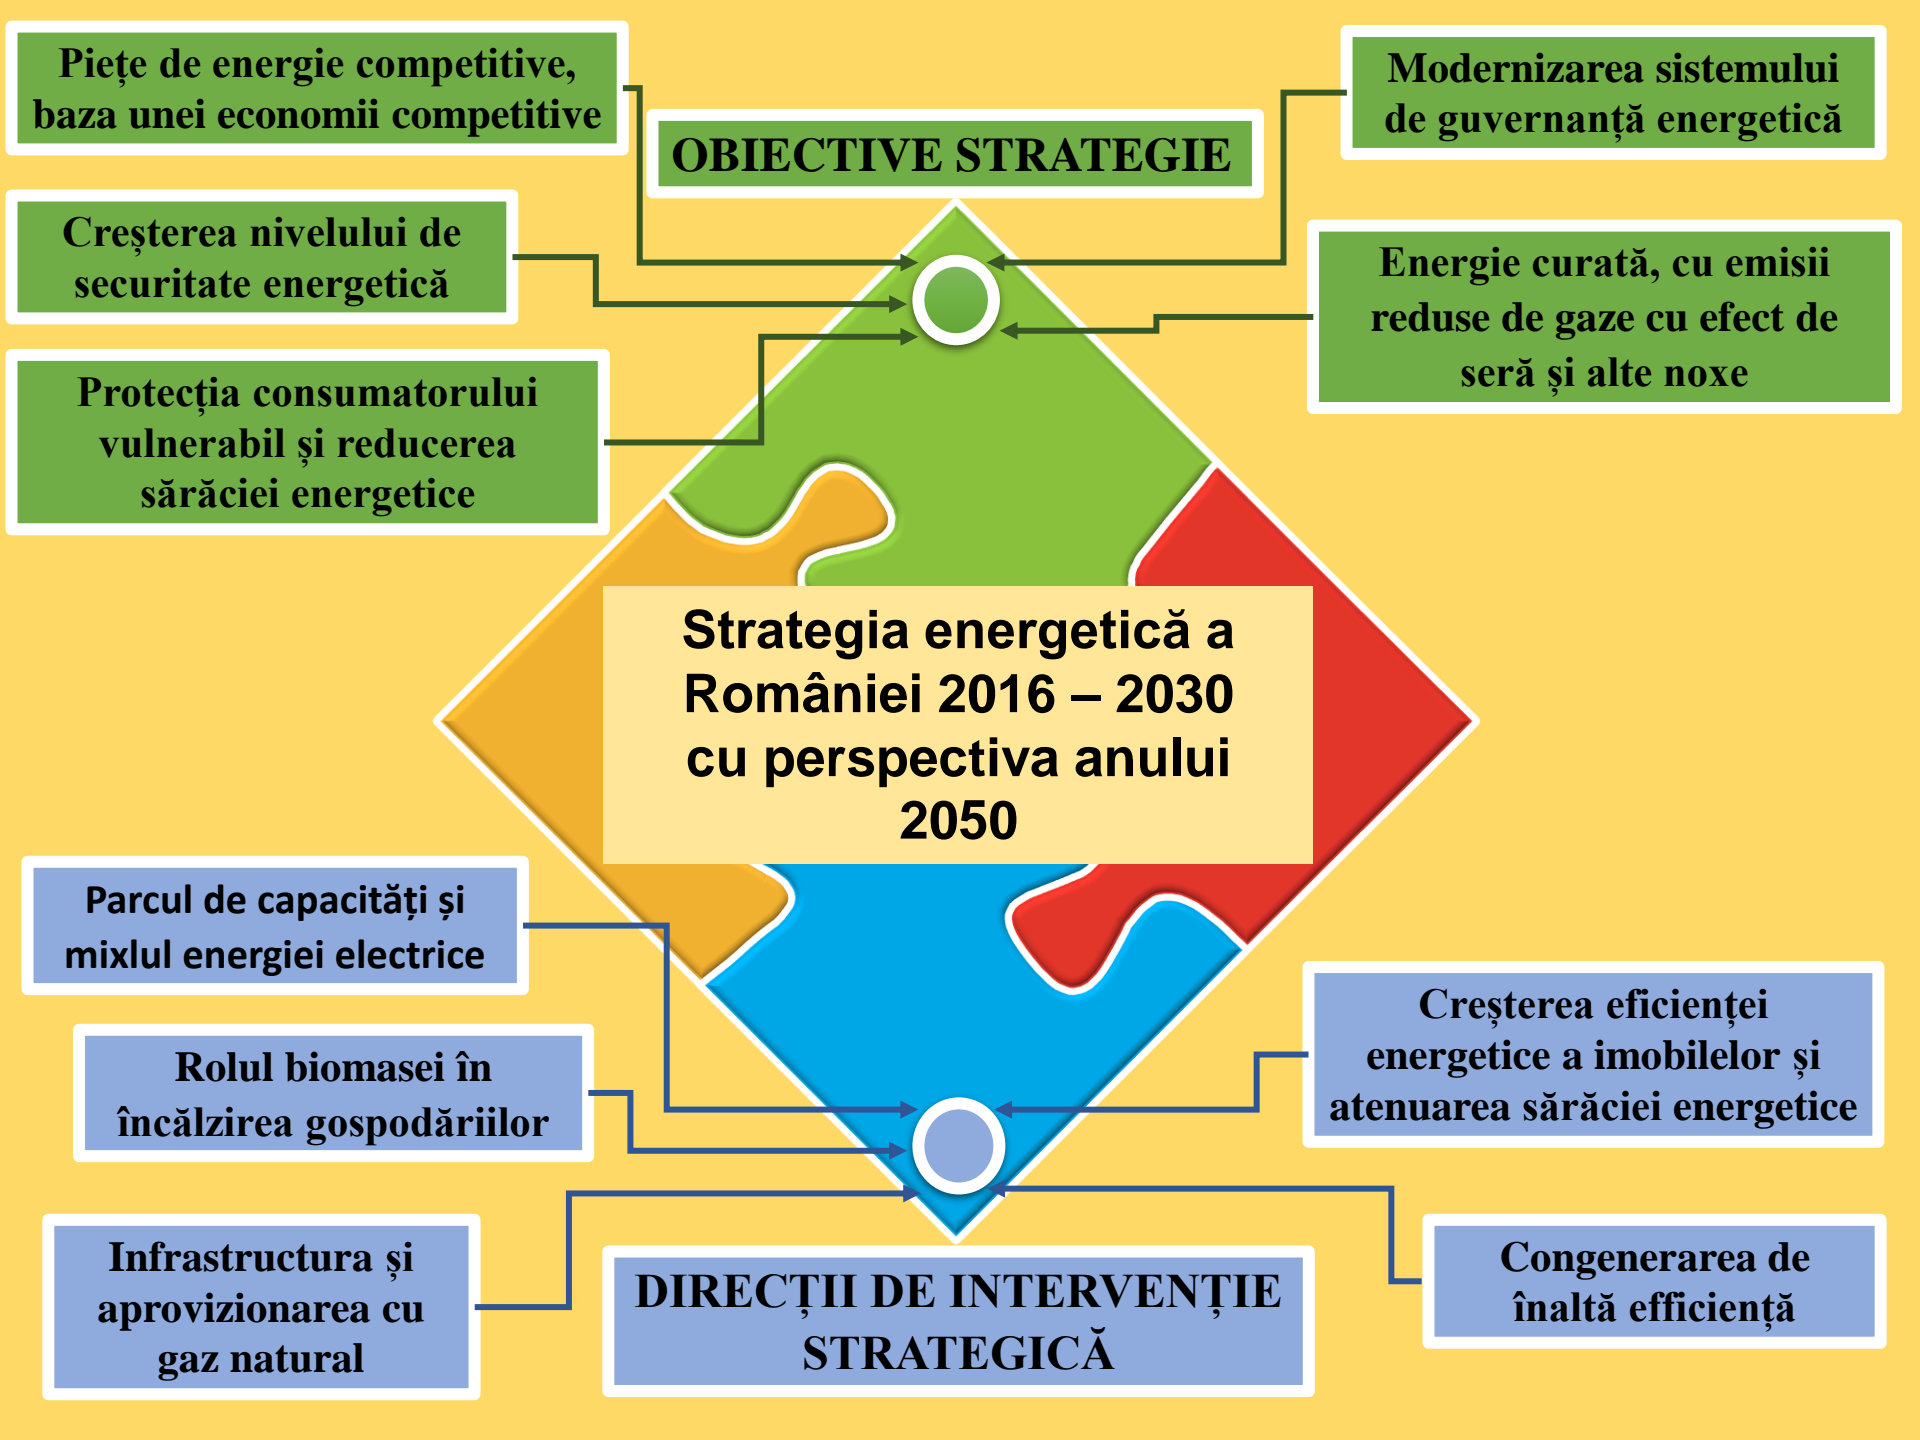 Piețe de energie competitive,
baza unei economii competitive
Modernizarea sistemului
de guvernanță energetică
OBIECTIVE STRATEGIE
Creșterea nivelului de
securitate energetică
Energie curată, cu emisii
reduse de gaze cu efect de
seră și alte noxe
Protecția consumatorului
vulnerabil și reducerea
sărăciei energetice
Strategia energetică a
României 2016 – 2030
cu perspectiva anului
2050
Parcul de capacități și
mixlul energiei electrice
Creșterea eficienței
energetice a imobilelor și
atenuarea sărăciei energetice
Rolul biomasei în
încălzirea gospodăriilor
Infrastructura și
aprovizionarea cu
gaz natural
DIRECȚII DE INTERVENȚIE
STRATEGICĂ
Congenerarea de
înaltă efficiență